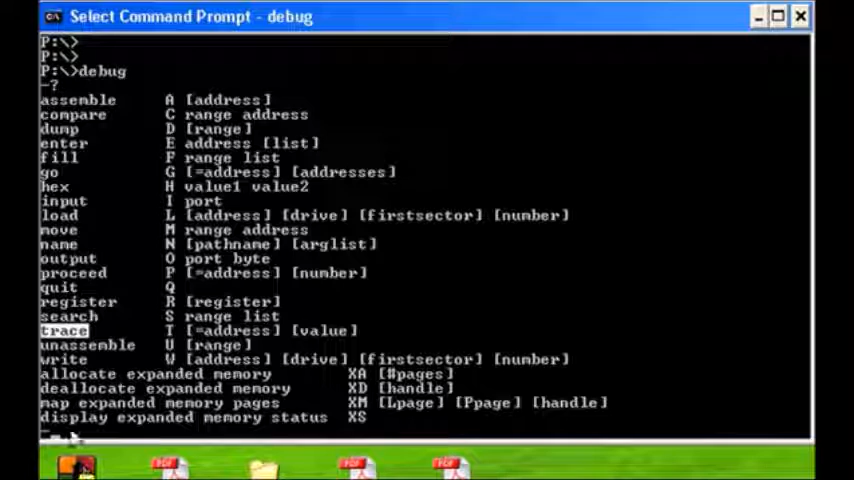 Select Command Prompt - debug
P:\>
P:\>
P:\>debug
-?
assemble A [address]
compare C range address
dump D [range]
enter E address [list]
fill F range list
go G [=address] [addresses]
hex H value1 value2
input I port
load L [address] [drive] [firstsector] [number]
move M range address
name N [pathname] [arglist]
output O port byte
proceed P [=address] [number]
quit Q
register R [register]
search S range list
trace T [=address] [value]
unassemble U [range]
write W [address] [drive] [firstsector] [number]
allocate expanded memory XA [#pages]
deallocate expanded memory XD [handle]
map expanded memory pages XM [Lpage] [Ppage] [handle]
display expanded memory status XS
-
PDF
PDF
PDF